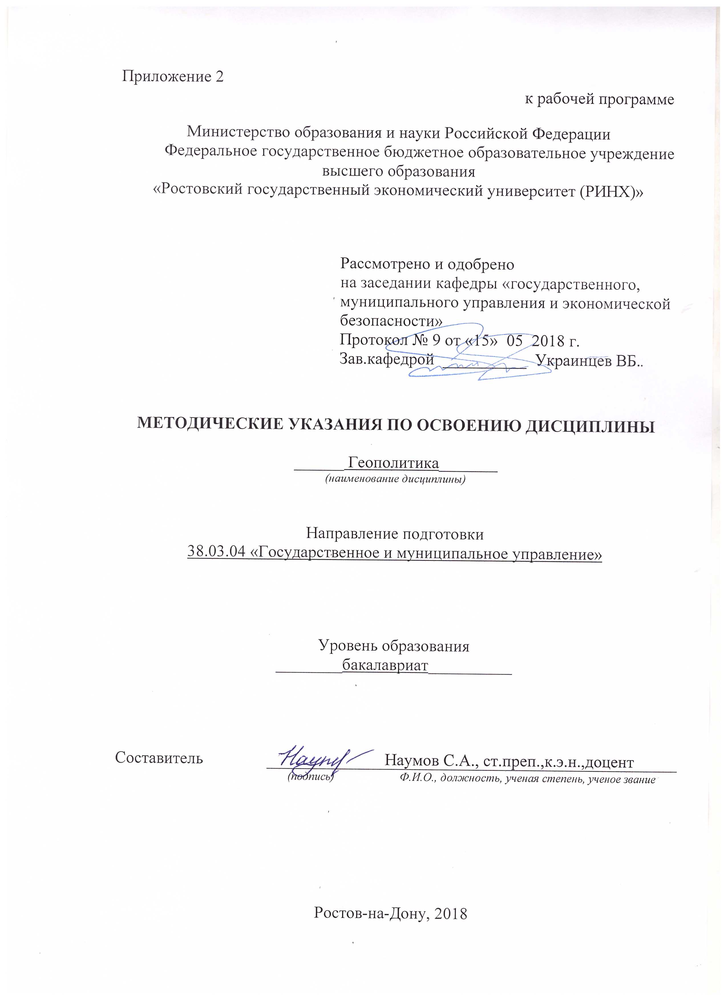 Приложение 2
к рабочей программе
Министерство образования и науки Российской Федерации
Федеральное государственное бюджетное образовательное учреждение
высшего образования
«Ростовский государственный экономический университет (РИНХ)»
Рассмотрено и одобрено
на заседании кафедры «государственного,
муниципального управления и экономической
безопасности»
Протокол № 9 от «15» 05 2018 г.
Зав.кафедрой __________ Украинцев ВБ..
МЕТОДИЧЕСКИЕ УКАЗАНИЯ ПО ОСВОЕНИЮ ДИСЦИПЛИНЫ
______Геополитика_______
(наименование дисциплины)
Направление подготовки
38.03.04 «Государственное и муниципальное управление»
Уровень образования
________бакалавриат__________
Составитель Наумов С.А., ст.преп.,к.э.н.,доцент
(подпись) Ф.И.О., должность, ученая степень, ученое звание
Ростов-на-Дону, 2018